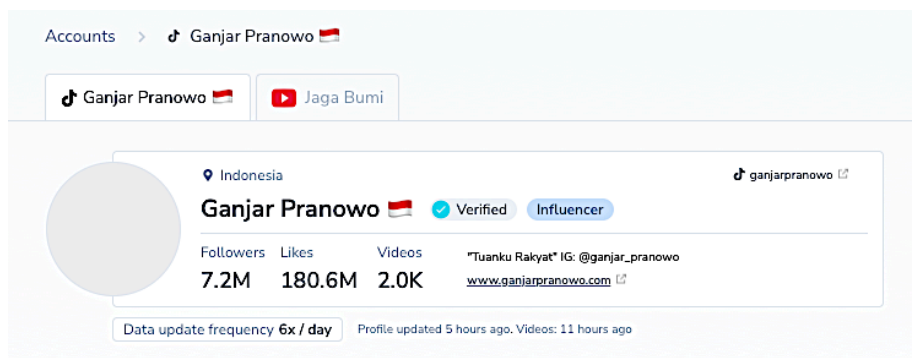 Accounts > Ganjar Pranowo 🇮🇩
Ganjar Pranowo 🇮🇩 Jaga Bumi
Indonesia ganjarpranowo
Ganjar Pranowo 🇮🇩 Verified Influencer
Followers Likes Videos
7.2M 180.6M 2.0K
"Tuanku Rakyat" IG: @ganjar_pranowo
www.ganjarpranowo.com
Data update frequency 6x / day Profile updated 5 hours ago. Videos: 11 hours ago